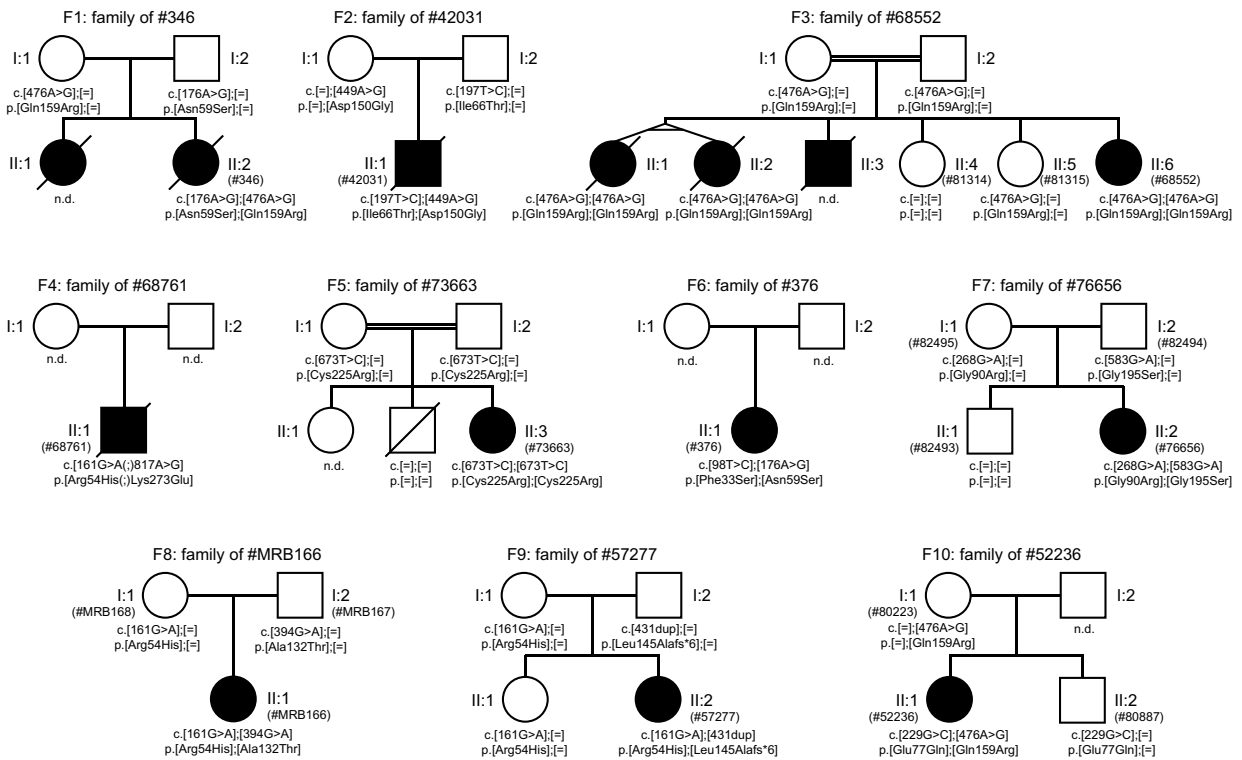 F1: family of #346
I:1
I:2
c.[476A>G];[=]
p.[Gln159Arg];[=]
c.[176A>G];[=]
p.[Asn59Ser];[=]
II:1
n.d.
II:2
(#346)
c.[176A>G];[476A>G]
p.[Asn59Ser];[Gln159Arg]
F2: family of #42031
I:1
I:2
c.[=];[449A>G]
p.[=];[Asp150Gly]
c.[197T>C];[=]
p.[Ile66Thr];[=]
II:1
(#42031)
c.[197T>C];[449A>G]
p.[Ile66Thr];[Asp150Gly]
F3: family of #68552
I:1
I:2
c.[476A>G];[=]
p.[Gln159Arg];[=]
c.[476A>G];[=]
p.[Gln159Arg];[=]
II:1
c.[476A>G];[476A>G]
p.[Gln159Arg];[Gln159Arg]
II:2
c.[476A>G];[476A>G]
p.[Gln159Arg];[Gln159Arg]
II:3
n.d.
II:4
(#81314)
c.[=];[=]
p.[=];[=]
II:5
(#81315)
c.[476A>G];[=]
p.[Gln159Arg];[=]
II:6
(#68552)
c.[476A>G];[476A>G]
p.[Gln159Arg];[Gln159Arg]
F4: family of #68761
I:1
I:2
n.d.
n.d.
II:1
(#68761)
c.[161G>A(;)817A>G]
p.[Arg54His(;)Lys273Glu]
F5: family of #73663
I:1
I:2
c.[673T>C];[=]
p.[Cys225Arg];[=]
c.[673T>C];[=]
p.[Cys225Arg];[=]
II:1
n.d.
c.[=];[=]
p.[=];[=]
II:3
(#73663)
c.[673T>C];[673T>C]
p.[Cys225Arg];[Cys225Arg]
F6: family of #376
I:1
I:2
n.d.
n.d.
II:1
(#376)
c.[98T>C];[176A>G]
p.[Phe33Ser];[Asn59Ser]
F7: family of #76656
I:1
(#82495)
I:2
(#82494)
c.[268G>A];[=]
p.[Gly90Arg];[=]
c.[583G>A];[=]
p.[Gly195Ser];[=]
II:1
(#82493)
c.[=];[=]
p.[=];[=]
II:2
(#76656)
c.[268G>A];[583G>A]
p.[Gly90Arg];[Gly195Ser]
F8: family of #MRB166
I:1
(#MRB168)
I:2
(#MRB167)
c.[161G>A];[=]
p.[Arg54His];[=]
c.[394G>A];[=]
p.[Ala132Thr];[=]
II:1
(#MRB166)
c.[161G>A];[394G>A]
p.[Arg54His];[Ala132Thr]
F9: family of #57277
I:1
I:2
c.[161G>A];[=]
p.[Arg54His];[=]
c.[431dup];[=]
p.[Leu145Alafs*6];[=]
II:1
c.[161G>A];[=]
p.[Arg54His];[=]
II:2
(#57277)
c.[161G>A];[431dup]
p.[Arg54His];[Leu145Alafs*6]
F10: family of #52236
I:1
(#80223)
I:2
c.[=];[476A>G]
p.[=];[Gln159Arg]
n.d.
II:1
(#52236)
c.[229G>C];[476A>G]
p.[Glu77Gln];[Gln159Arg]
II:2
(#80887)
c.[229G>C];[=]
p.[Glu77Gln];[=]